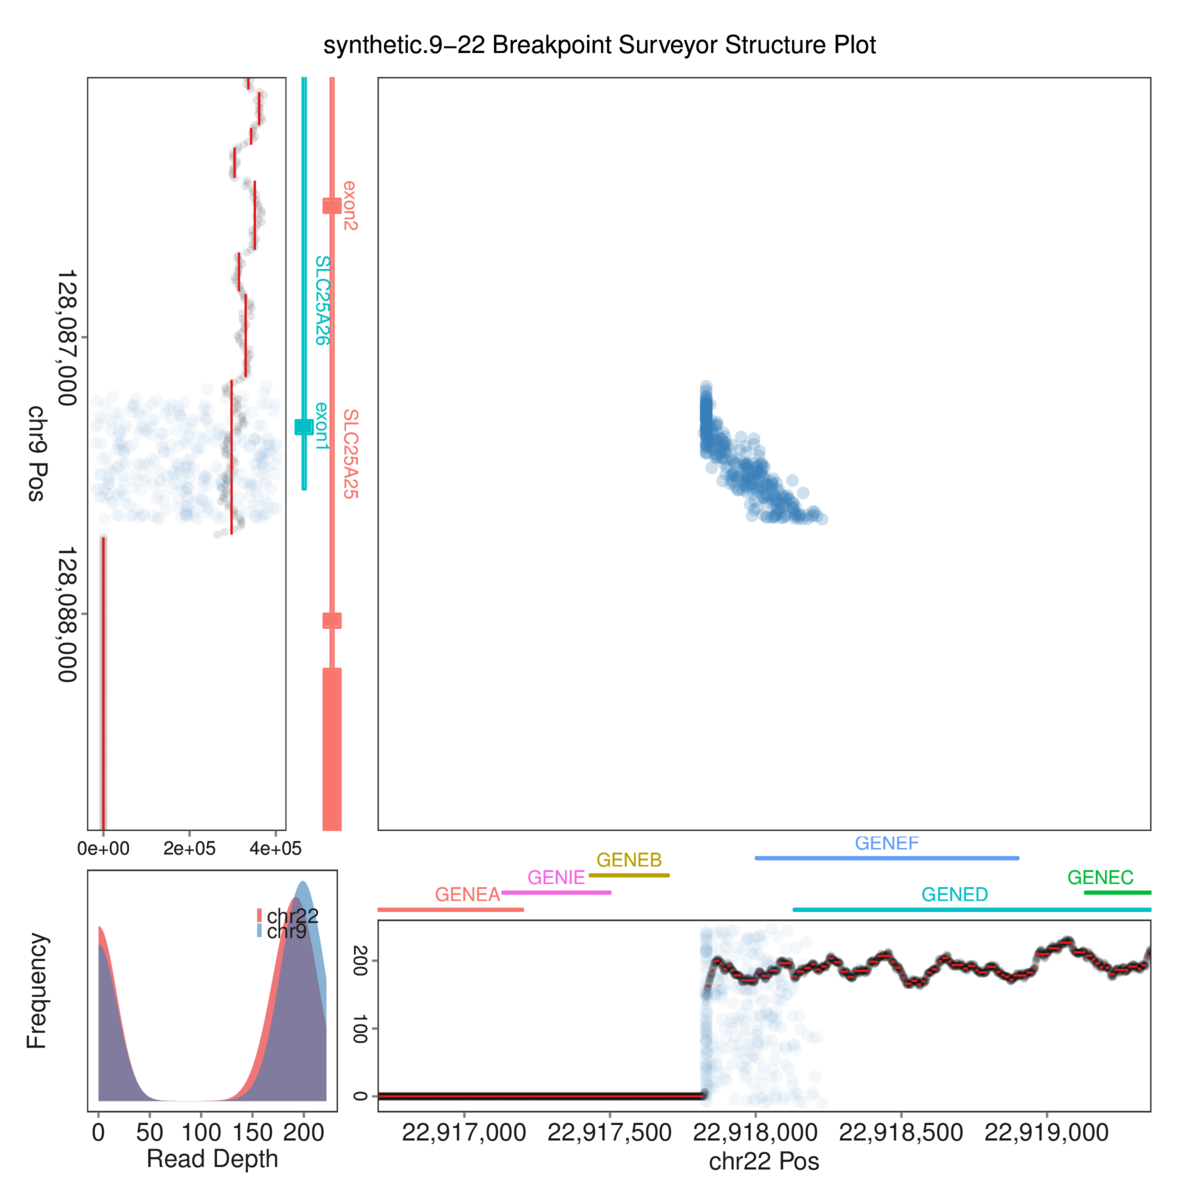 synthetic.9−22 Breakpoint Surveyor Structure Plot
chr9 Pos
128,087,000
128,088,000
0e+00 2e+05 4e+05
exon2
SLC25A26
exon1
SLC25A25
GENEF
GENEB
GENIE
GENEC
GENEA
GENED
Frequency
chr22
chr9
0 50 100 150 200
Read Depth
200
100
0
22,917,000 22,917,500 22,918,000 22,918,500 22,919,000
chr22 Pos